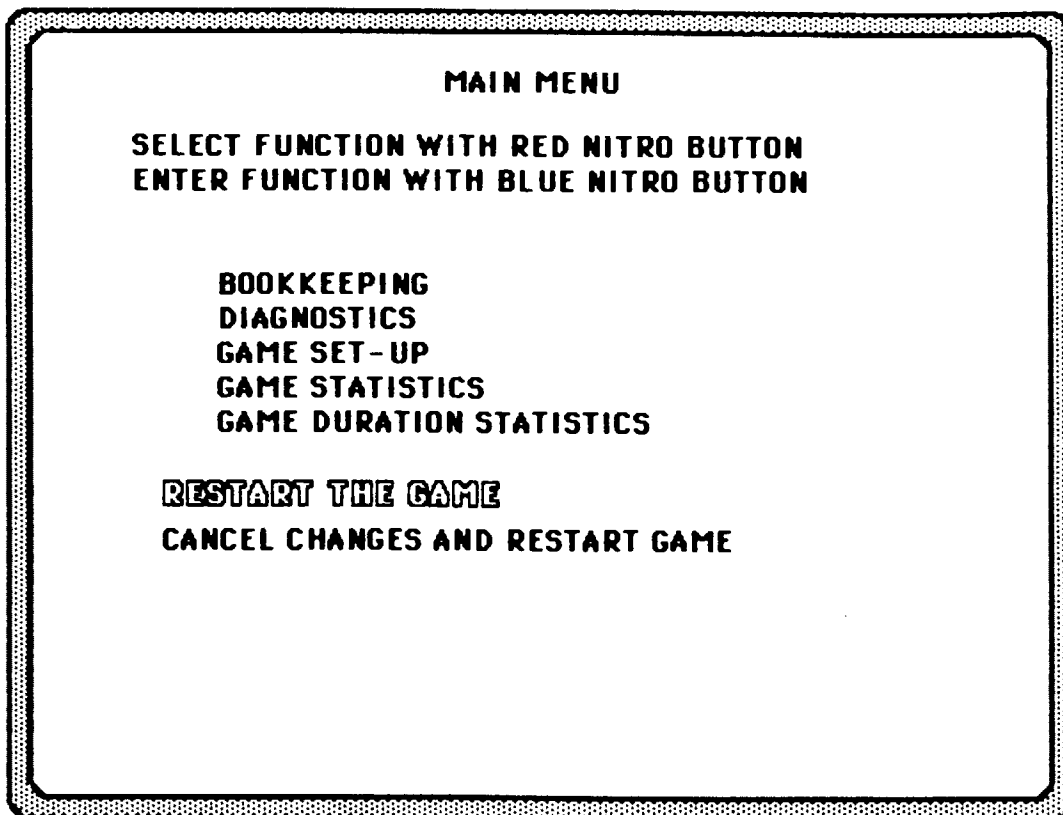 MAIN MENU
SELECT FUNCTION WITH RED NITRO BUTTON
ENTER FUNCTION WITH BLUE NITRO BUTTON
BOOKKEEPING
DIAGNOSTICS
GAME SET-UP
GAME STATISTICS
GAME DURATION STATISTICS
RESTART THE GAME
CANCEL CHANGES AND RESTART GAME